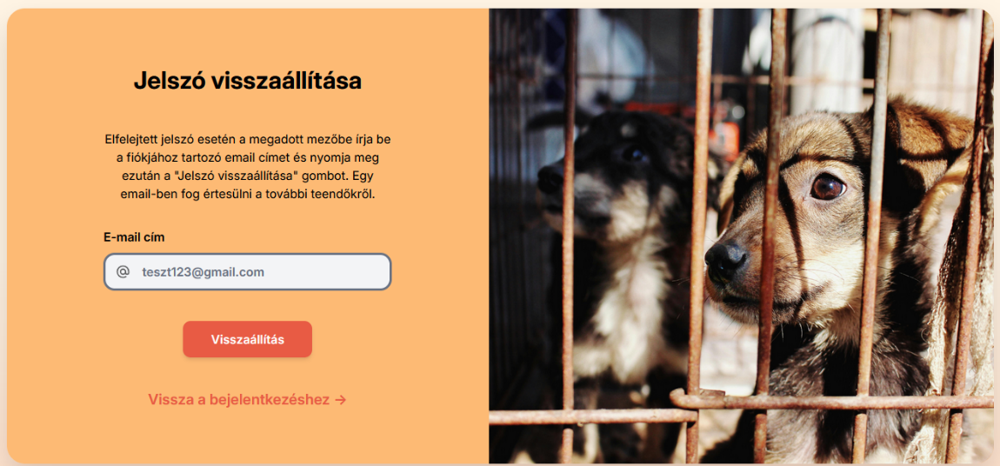 Jelszó visszaállítása
Elfelejtett jelszó esetén a megadott mezőbe írja be
a fiókjához tartozó email címet és nyomja meg
ezután a "Jelszó visszaállítása" gombot. Egy
email-ben fog értesülni a további teendőkről.
E-mail cím
@ teszt123@gmail.com
Visszaállítás
Vissza a bejelentkezéshez →